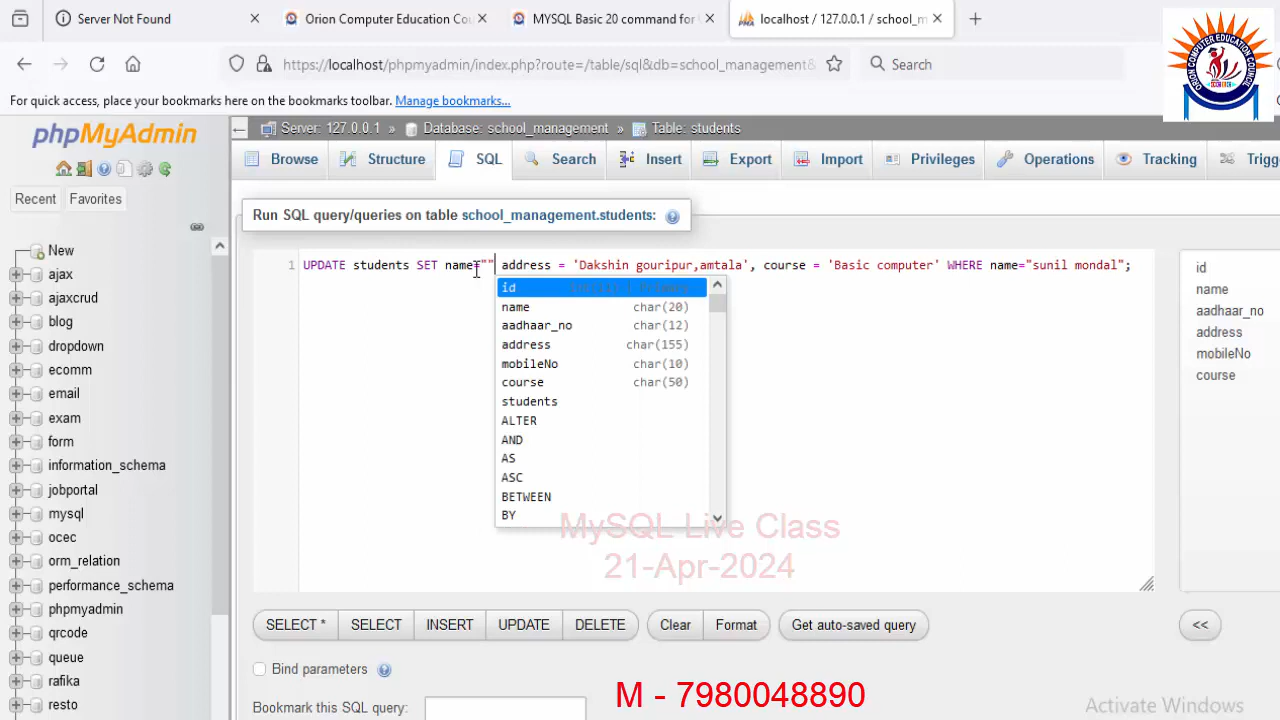 Server Not Found
Orion Computer Education Cou
MYSQL Basic 20 command for
localhost / 127.0.0.1 / school_m
https://localhost/phpmyadmin/index.php?route=/table/sql&db=school_management&
Search
For quick access, place your bookmarks here on the bookmarks toolbar. Manage bookmarks...
ORION COMPUTER EDUCATION COUNCIL
phpMyAdmin
Server: 127.0.0.1 » Database: school_management » Table: students
Browse Structure SQL Search Insert Export Import Privileges Operations Tracking Trigg
Recent Favorites
Run SQL query/queries on table school_management.students:
New
ajax
ajaxcrud
blog
dropdown
ecomm
email
exam
form
information_schema
jobportal
mysql
ocec
orm_relation
performance_schema
phpmyadmin
qrcode
queue
rafika
resto
1 UPDATE students SET name="" address = 'Dakshin gouripur,amtala', course = 'Basic computer' WHERE name="sunil mondal";
id
name char(20)
aadhaar_no char(12)
address char(155)
mobileNo char(10)
course char(50)
students
ALTER
AND
AS
ASC
BETWEEN
BY
id
name
aadhaar_no
address
mobileNo
course
MySQL Live Class
21-Apr-2024
SELECT * SELECT INSERT UPDATE DELETE Clear Format Get auto-saved query <<
Bind parameters
Bookmark this SQL query:
M - 7980048890
Activate Windows